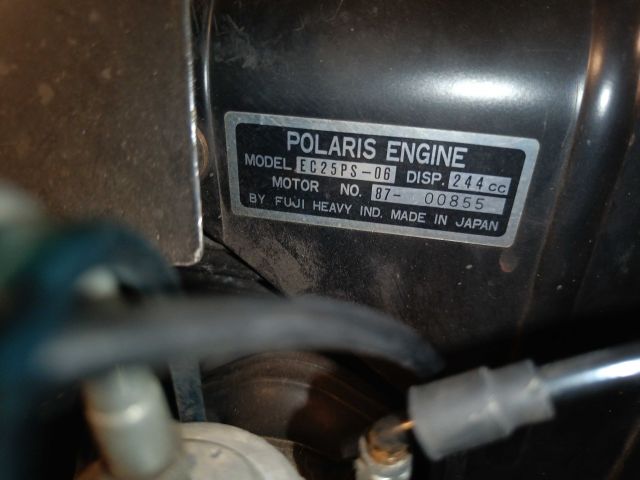 POLARIS ENGINE
MODEL EC25PS-06 DISP. 244cc
MOTOR NO. 87- 00855
BY FUJI HEAVY IND. MADE IN JAPAN